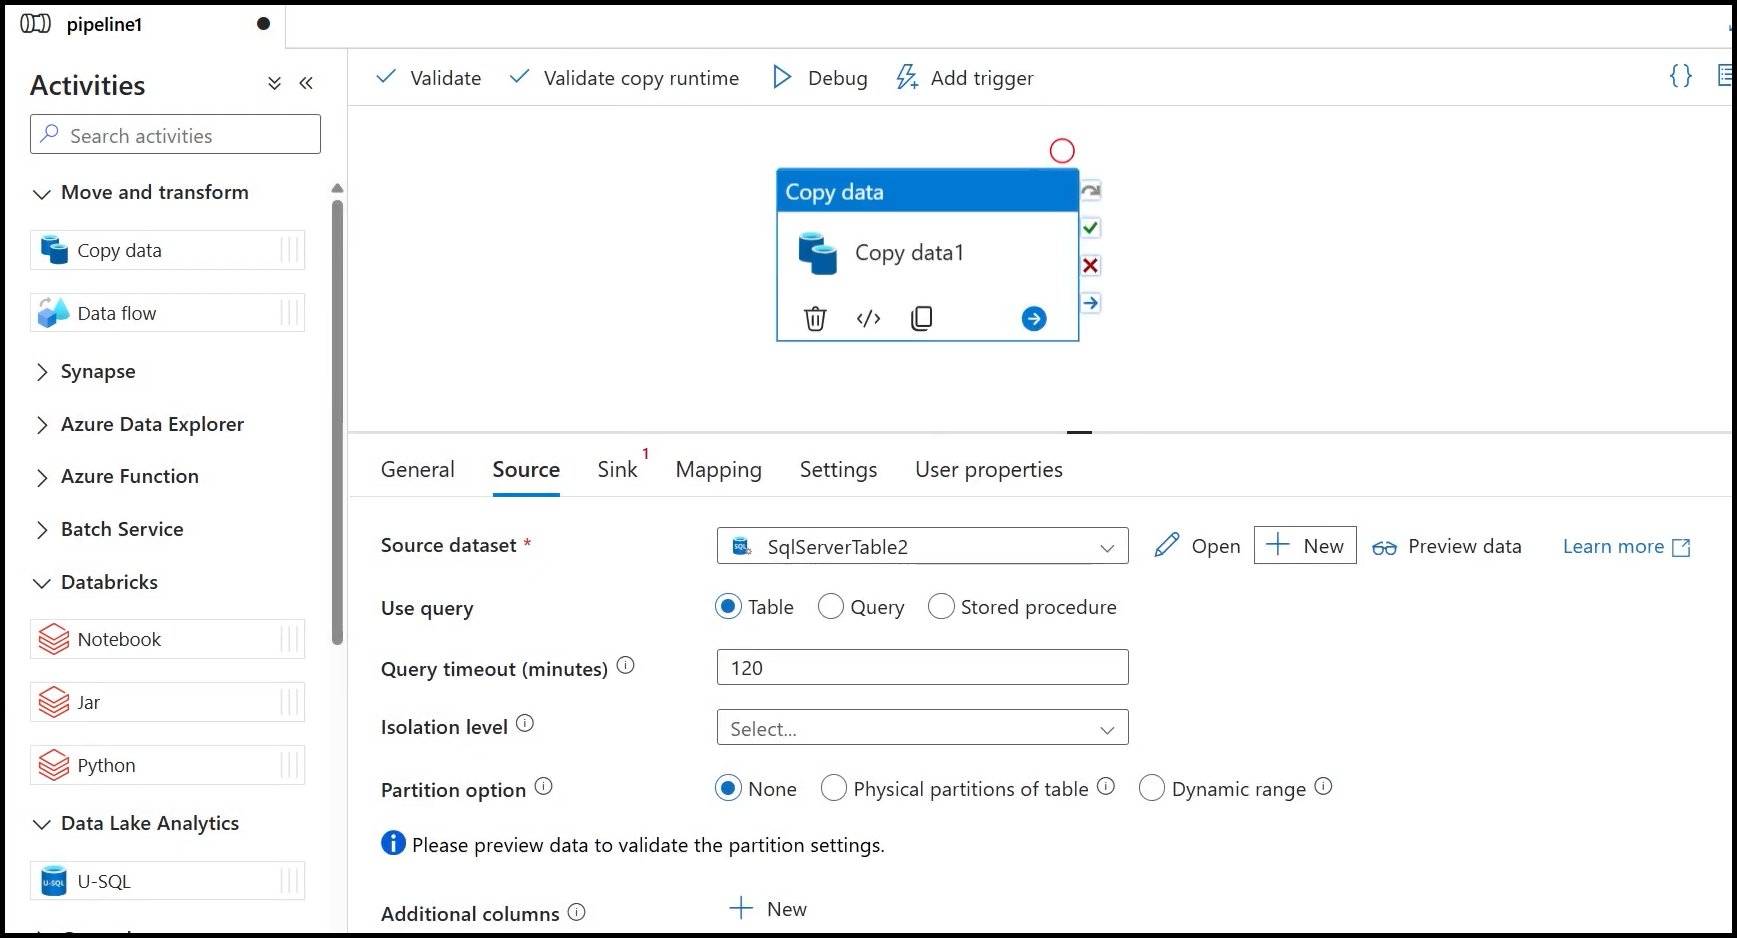 pipeline1
Activities
Search activities
Move and transform
Copy data
Data flow
Synapse
Azure Data Explorer
Azure Function
Batch Service
Databricks
Notebook
Jar
Python
Data Lake Analytics
U-SQL
U-SQL
Validate
Validate copy runtime
Debug
Add trigger
Copy data
Copy data1
General
Source
Sink 1
Mapping
Settings
User properties
Source dataset *
SQL
SqlServerTable2
Open
New
Preview data
Learn more
Use query
Table
Query
Stored procedure
Query timeout (minutes)
120
Isolation level
Select...
Partition option
None
Physical partitions of table
Dynamic range
Please preview data to validate the partition settings.
Additional columns
New